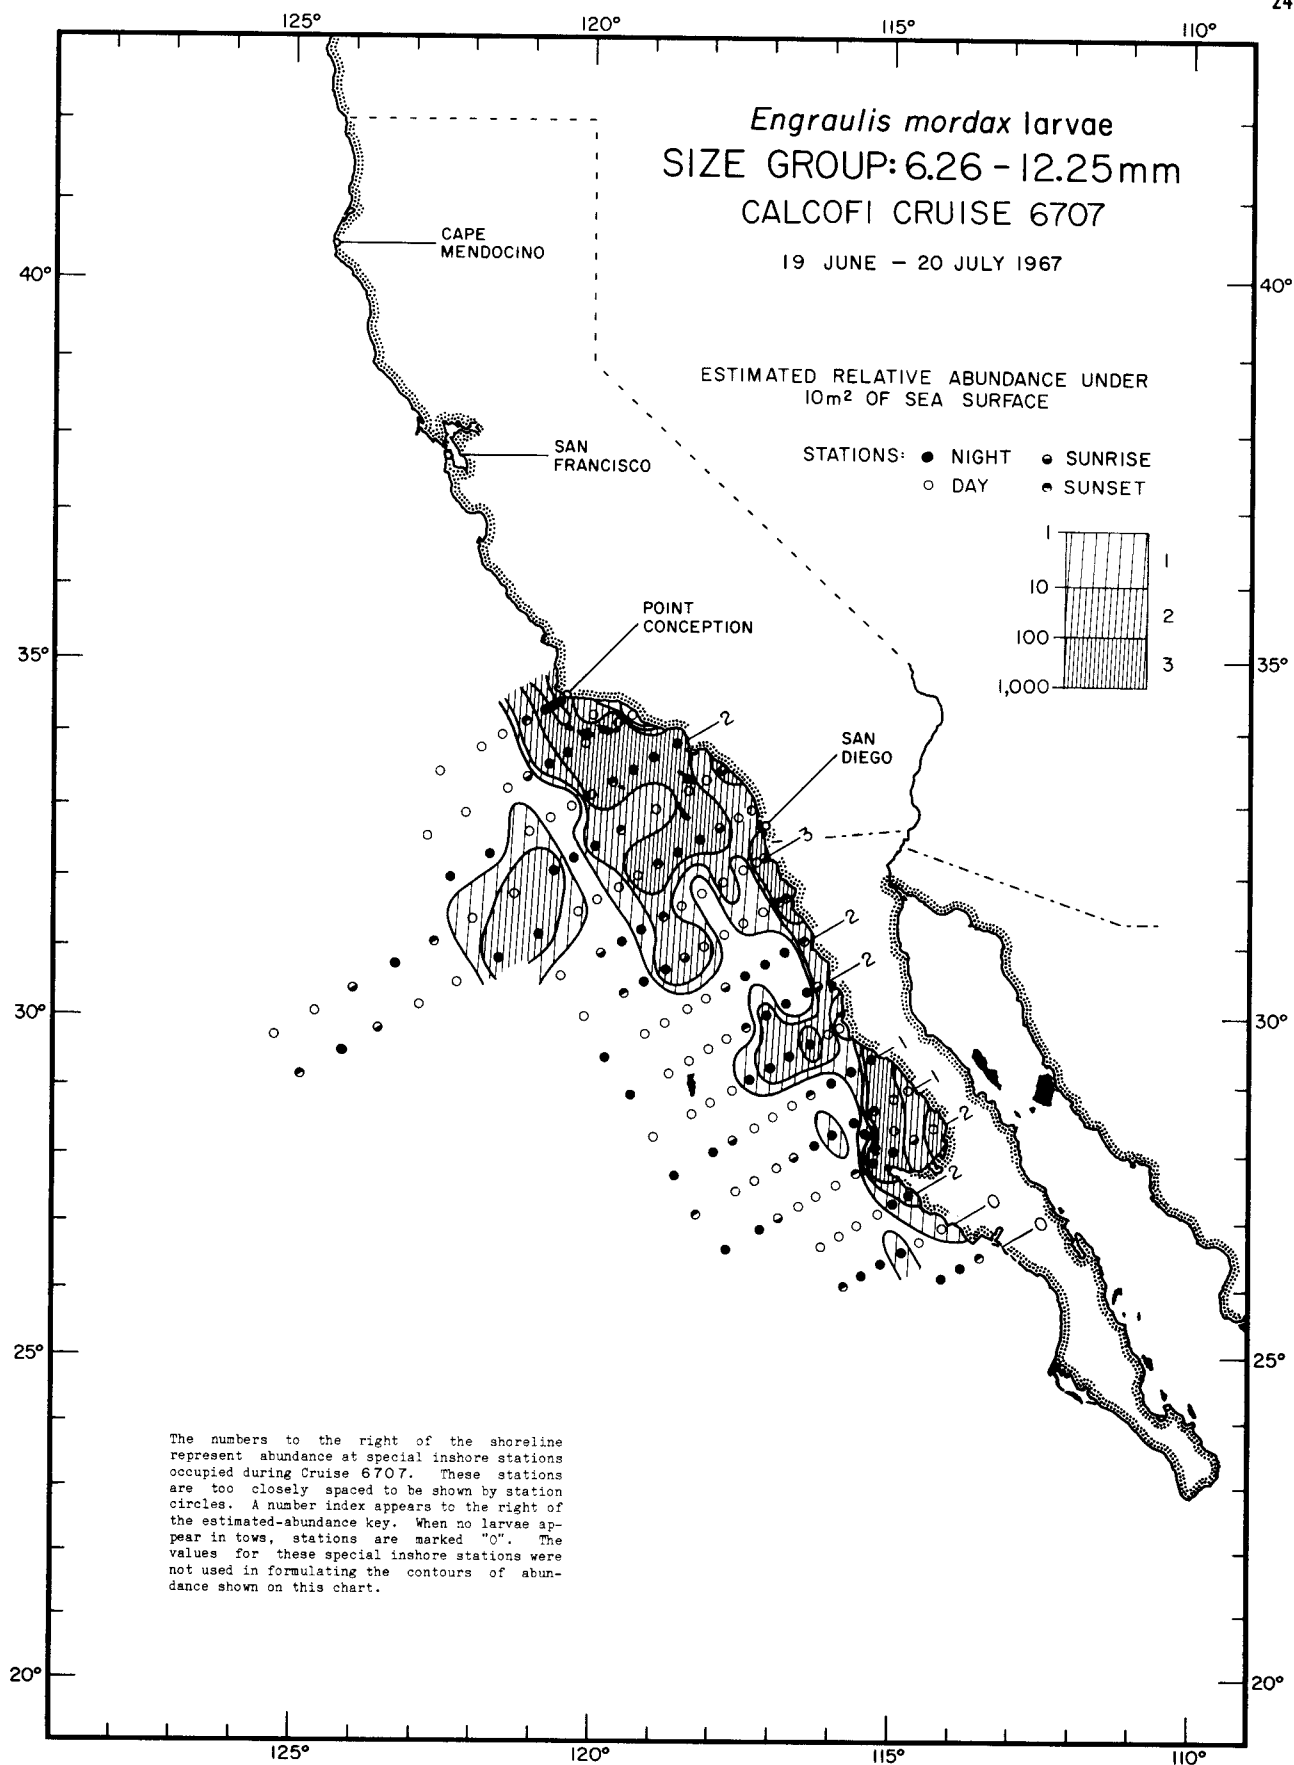 24
125° 120° 115° 110°
Engraulis mordax larvae
SIZE GROUP: 6.26 - 12.25mm
CALCOFI CRUISE 6707
19 JUNE - 20 JULY 1967
CAPE
MENDOCINO
40° 40°
ESTIMATED RELATIVE ABUNDANCE UNDER
10m² OF SEA SURFACE
STATIONS: ● NIGHT SUNRISE
○ DAY SUNSET
SAN
FRANCISCO
1
1
10
2
100
3
1,000
POINT
CONCEPTION
35° 35°
2
SAN
DIEGO
3
2
2
30° 30°
1
1
2
2
0
0
25° 25°
The numbers to the right of the shoreline
represent abundance at special inshore stations
occupied during Cruise 6707. These stations
are too closely spaced to be shown by station
circles. A number index appears to the right of
the estimated-abundance key. When no larvae ap-
pear in tows, stations are marked "0". The
values for these special inshore stations were
not used in formulating the contours of abun-
dance shown on this chart.
20° 20°
125° 120° 115° 110°